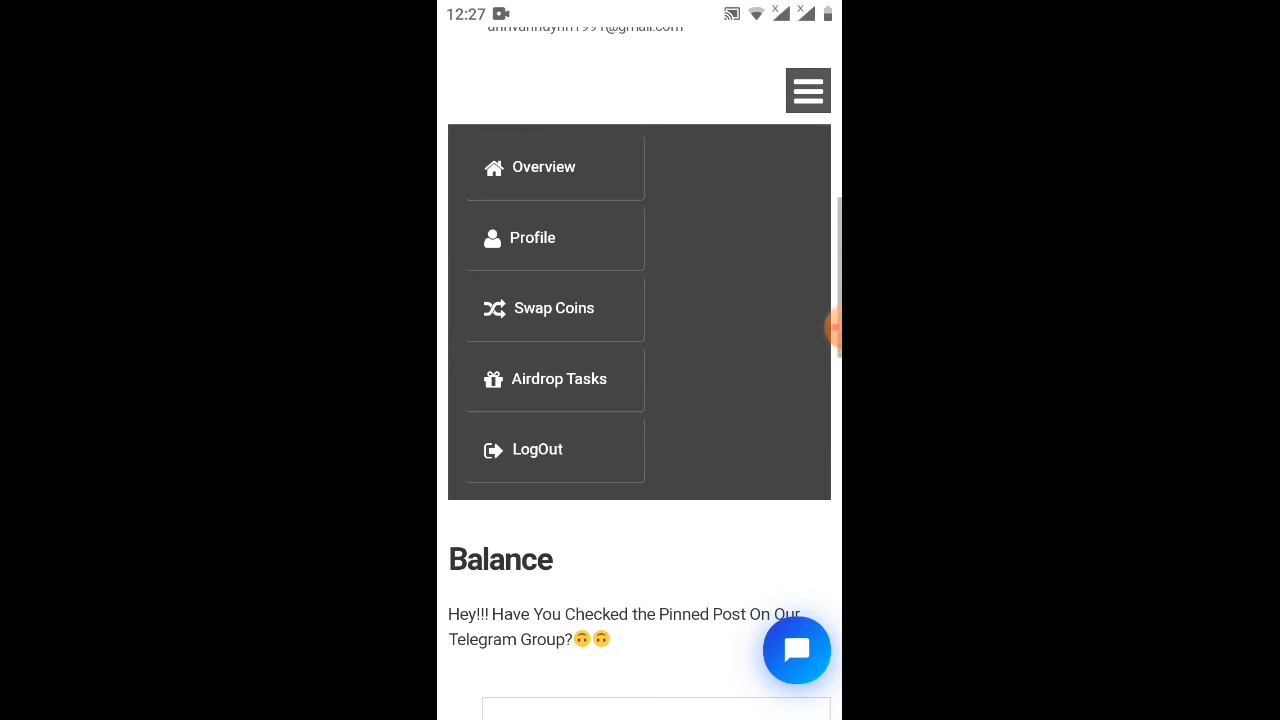 12:27
Overview
Profile
Swap Coins
Airdrop Tasks
LogOut
Balance
Hey!!! Have You Checked the Pinned Post On Our
Telegram Group?🙃🙃